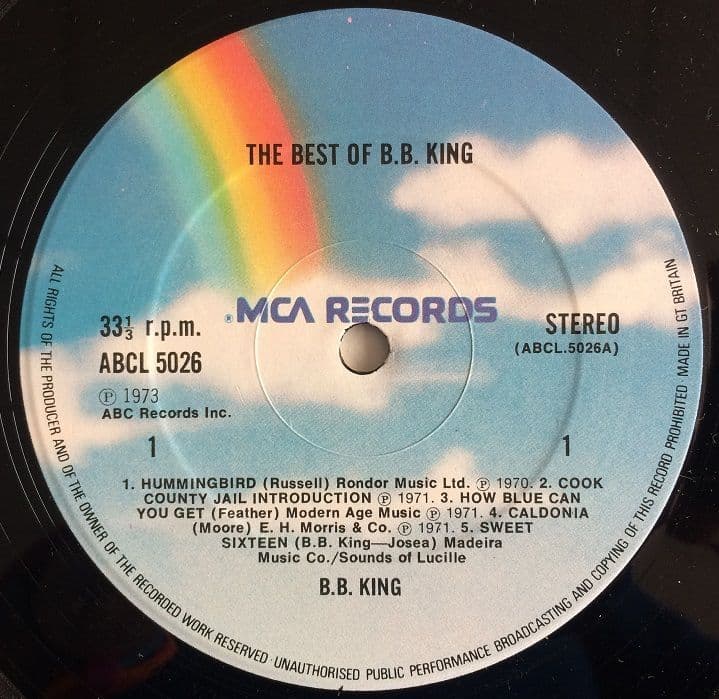 THE BEST OF B.B. KING
®MCA RECORDS
33⅓ r.p.m.
ABCL 5026
STEREO
(ABCL.5026A)
Ⓟ 1973
ABC Records Inc.
1
1
1. HUMMINGBIRD (Russell) Rondor Music Ltd. Ⓟ 1970. 2. COOK
COUNTY JAIL INTRODUCTION Ⓟ 1971. 3. HOW BLUE CAN
YOU GET (Feather) Modern Age Music Ⓟ 1971. 4. CALDONIA
(Moore) E. H. Morris & Co. Ⓟ 1971. 5. SWEET
SIXTEEN (B.B. King—Josea) Madeira
Music Co./Sounds of Lucille
B.B. KING
ALL RIGHTS OF THE PRODUCER AND OF THE OWNER OF THE RECORDED WORK RESERVED · UNAUTHORISED PUBLIC PERFORMANCE BROADCASTING AND COPYING OF THIS RECORD PROHIBITED MADE IN GT BRITAIN